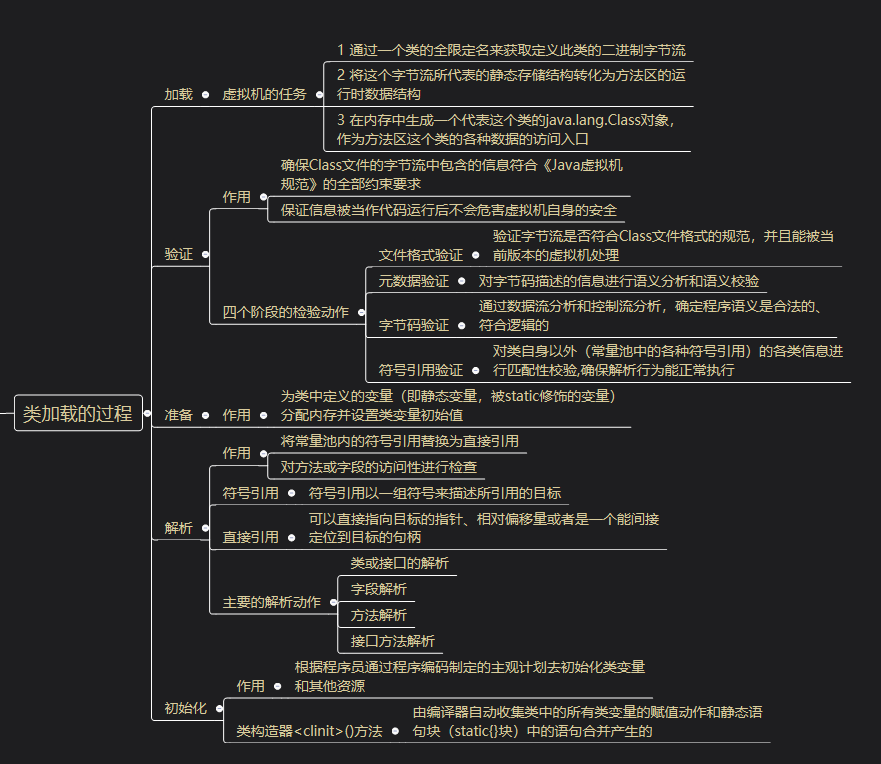 类加载的过程
加载
虚拟机的任务
1 通过一个类的全限定名来获取定义此类的二进制字节流
2 将这个字节流所代表的静态存储结构转化为方法区的运
行时数据结构
3 在内存中生成一个代表这个类的java.lang.Class对象，
作为方法区这个类的各种数据的访问入口
验证
作用
确保Class文件的字节流中包含的信息符合《Java虚拟机
规范》的全部约束要求
保证信息被当作代码运行后不会危害虚拟机自身的安全
四个阶段的检验动作
文件格式验证
验证字节流是否符合Class文件格式的规范，并且能被当
前版本的虚拟机处理
元数据验证
对字节码描述的信息进行语义分析和语义校验
字节码验证
通过数据流分析和控制流分析，确定程序语义是合法的、
符合逻辑的
符号引用验证
对类自身以外（常量池中的各种符号引用）的各类信息进
行匹配性校验,确保解析行为能正常执行
准备
作用
为类中定义的变量（即静态变量，被static修饰的变量）
分配内存并设置类变量初始值
解析
作用
将常量池内的符号引用替换为直接引用
对方法或字段的访问性进行检查
符号引用
符号引用以一组符号来描述所引用的目标
直接引用
可以直接指向目标的指针、相对偏移量或者是一个能间接
定位到目标的句柄
主要的解析动作
类或接口的解析
字段解析
方法解析
接口方法解析
初始化
作用
根据程序员通过程序编码制定的主观计划去初始化类变量
和其他资源
类构造器<clinit>()方法
由编译器自动收集类中的所有类变量的赋值动作和静态语
句块（static{}块）中的语句合并产生的